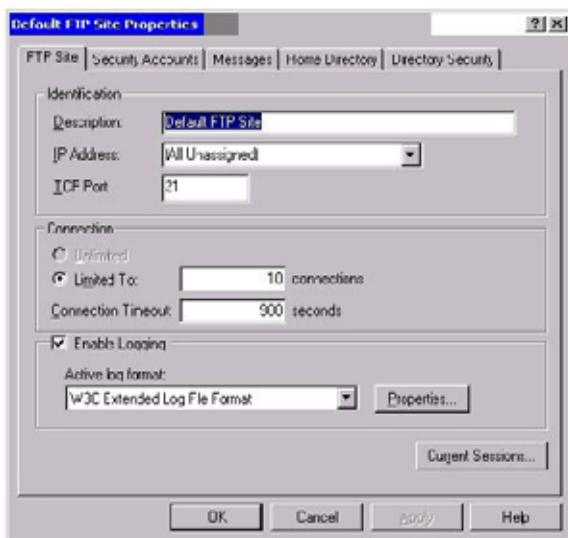 Default FTP Site Properties
? ×
FTP Site Security Accounts Messages Home Directory Directory Security
Identification
Description: Default FTP Site
IP Address: (All Unassigned)
TCP Port 21
Connection
Unlimited
Limited To: 10 connections
Connection Timeout: 900 seconds
Enable Logging
Active log format:
W3C Extended Log File Format Properties...
Current Sessions...
OK Cancel Apply Help